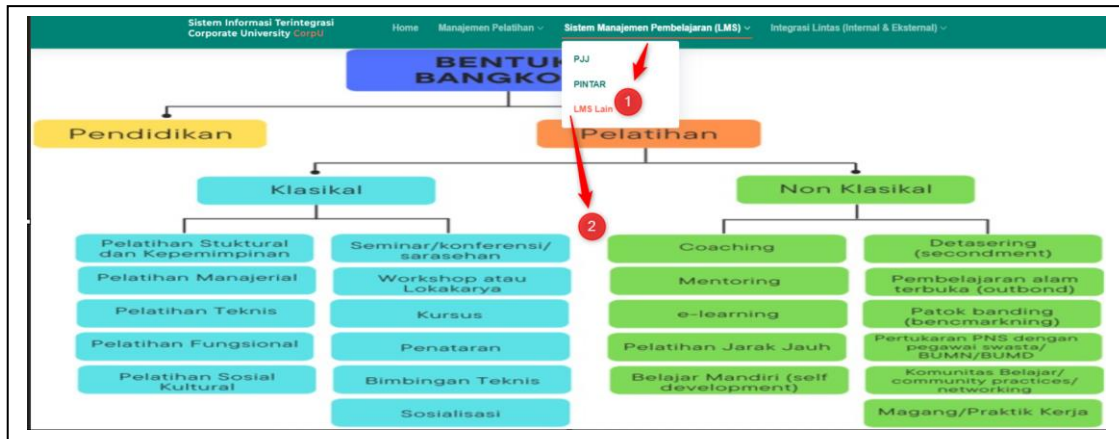 Sistem Informasi Terintegrasi
Corporate University CorpU
Home
Manajemen Pelatihan
Sistem Manajemen Pembelajaran (LMS)
Integrasi Lintas (Internal & Eksternal)
PJJ
PINTAR
LMS Lain
1
2
BENTUK
BANGKO
Pendidikan
Pelatihan
Klasikal
Non Klasikal
Pelatihan Stuktural
dan Kepemimpinan
Pelatihan Manajerial
Pelatihan Teknis
Pelatihan Fungsional
Pelatihan Sosial
Kultural
Seminar/konferensi/
sarasehan
Workshop atau
Lokakarya
Kursus
Penataran
Bimbingan Teknis
Sosialisasi
Coaching
Mentoring
e-learning
Pelatihan Jarak Jauh
Belajar Mandiri (self
development)
Detasering
(secondment)
Pembelajaran alam
terbuka (outbond)
Patok banding
(bencmarkning)
Pertukaran PNS dengan
pegawai swasta/
BUMN/BUMD
Komunitas Belajar/
community practices/
networking
Magang/Praktik Kerja